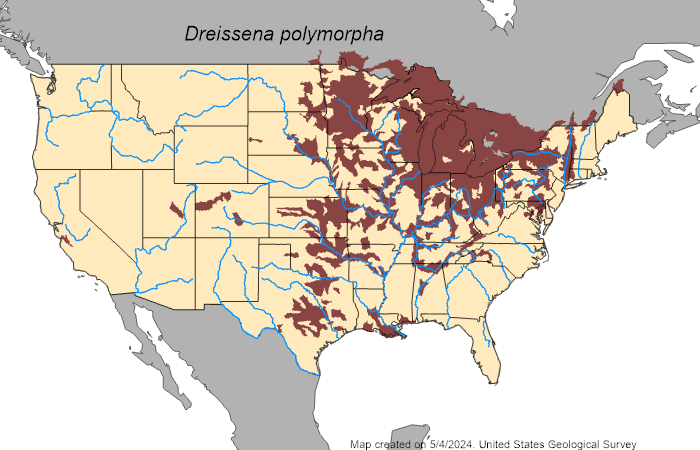 Dreissena polymorpha
Map created on 5/4/2024. United States Geological Survey